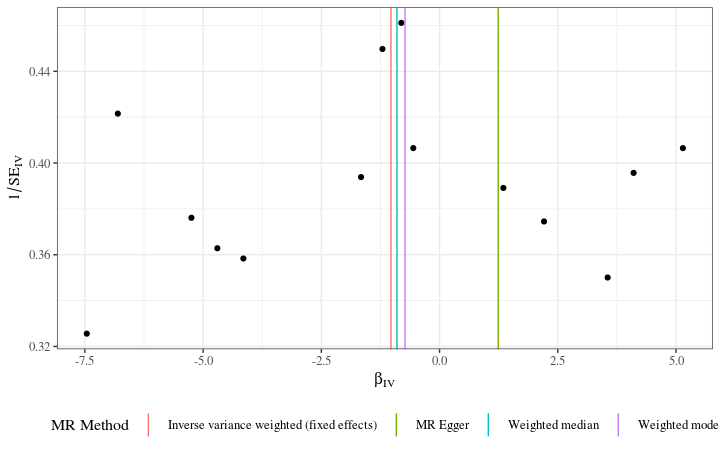 0.44
0.40
0.36
0.32
1/SE_IV
-7.5 -5.0 -2.5 0.0 2.5 5.0
β_IV
MR Method Inverse variance weighted (fixed effects) MR Egger Weighted median Weighted mode